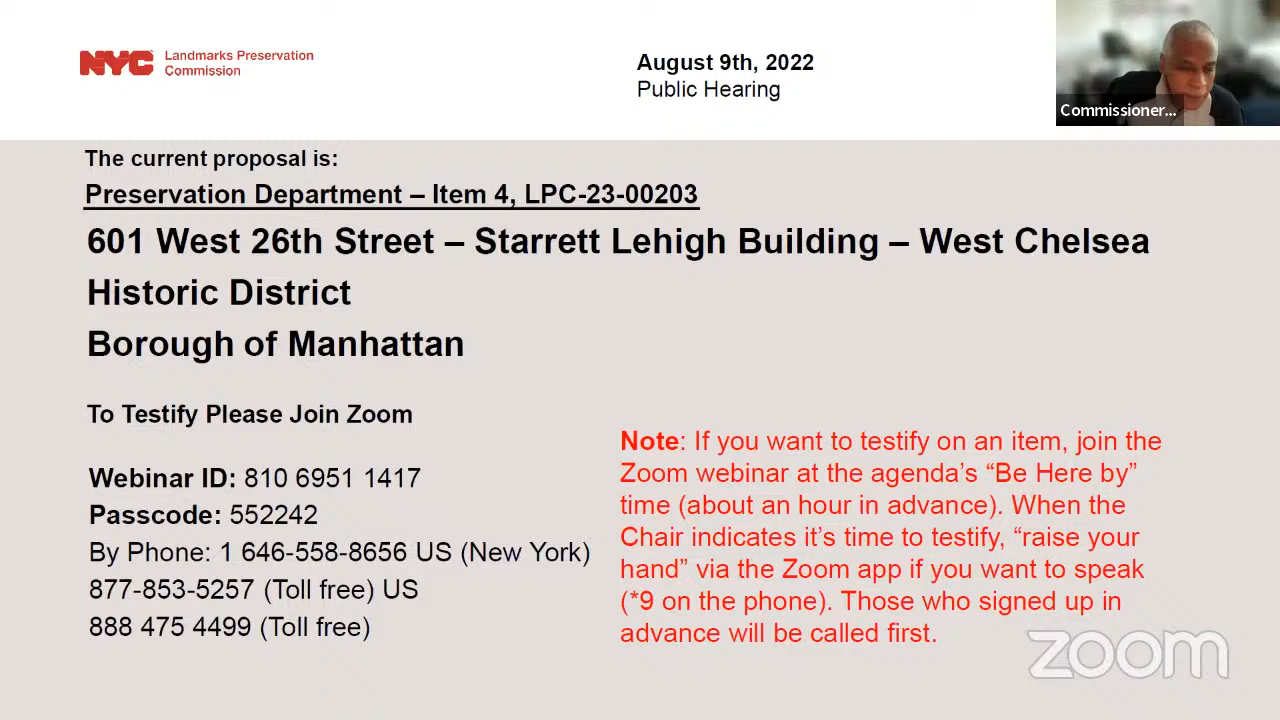 NYC Landmarks Preservation
Commission
August 9th, 2022
Public Hearing
Commissioner...
The current proposal is:
Preservation Department – Item 4, LPC-23-00203
601 West 26th Street – Starrett Lehigh Building – West Chelsea
Historic District
Borough of Manhattan
To Testify Please Join Zoom
Webinar ID: 810 6951 1417
Passcode: 552242
By Phone: 1 646-558-8656 US (New York)
877-853-5257 (Toll free) US
888 475 4499 (Toll free)
Note: If you want to testify on an item, join the
Zoom webinar at the agenda’s “Be Here by”
time (about an hour in advance). When the
Chair indicates it’s time to testify, “raise your
hand” via the Zoom app if you want to speak
(*9 on the phone). Those who signed up in
advance will be called first.
zoom